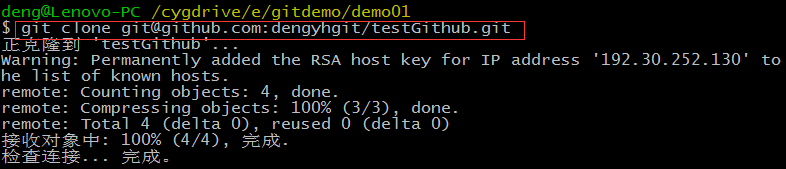 deng@Lenovo-PC /cygdrive/e/gitdemo/demo01
$ git clone git@github.com:dengyhgit/testGithub.git
正克隆到 'testGithub'...
Warning: Permanently added the RSA host key for IP address '192.30.252.130' to t
he list of known hosts.
remote: Counting objects: 4, done.
remote: Compressing objects: 100% (3/3), done.
remote: Total 4 (delta 0), reused 0 (delta 0)
接收对象中: 100% (4/4), 完成.
检查连接... 完成。